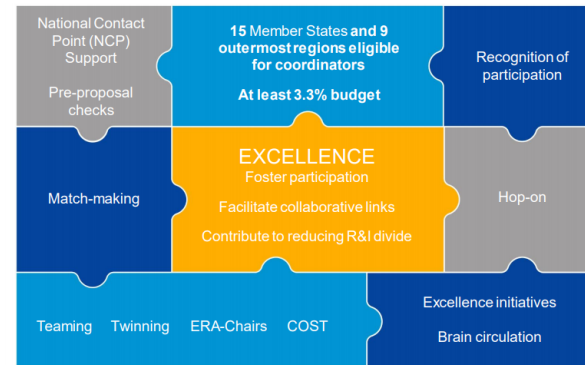 National Contact
Point (NCP)
Support
Pre-proposal
checks
15 Member States and 9
outermost regions eligible
for coordinators
At least 3.3% budget
Recognition of
participation
Match-making
EXCELLENCE
Foster participation
Facilitate collaborative links
Contribute to reducing R&I divide
Hop-on
Teaming Twinning ERA-Chairs COST
Excellence initiatives
Brain circulation